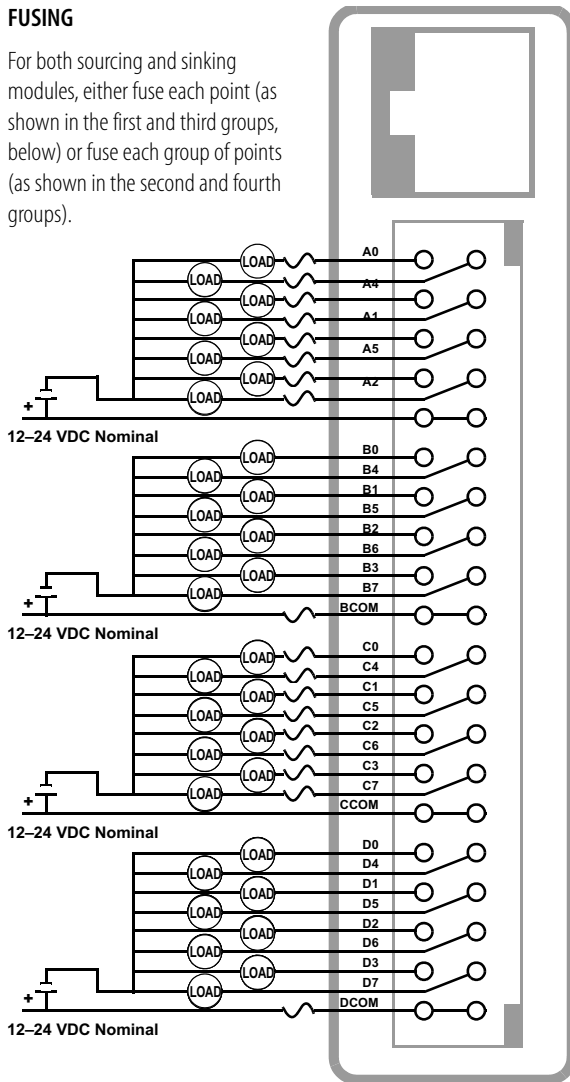 FUSING
For both sourcing and sinking
modules, either fuse each point (as
shown in the first and third groups,
below) or fuse each group of points
(as shown in the second and fourth
groups).
LOAD A0
LOAD A4
LOAD
LOAD A1
LOAD
LOAD A5
LOAD
LOAD A2
+
12–24 VDC Nominal
LOAD B0
LOAD B4
LOAD B1
LOAD B5
LOAD B2
LOAD B6
LOAD B3
LOAD B7
+ BCOM
12–24 VDC Nominal
LOAD C0
LOAD C4
LOAD C1
LOAD C5
LOAD C2
LOAD C6
LOAD C3
LOAD C7
+ CCOM
12–24 VDC Nominal
LOAD D0
LOAD D4
LOAD D1
LOAD D5
LOAD D2
LOAD D6
LOAD D3
LOAD D7
+ DCOM
12–24 VDC Nominal